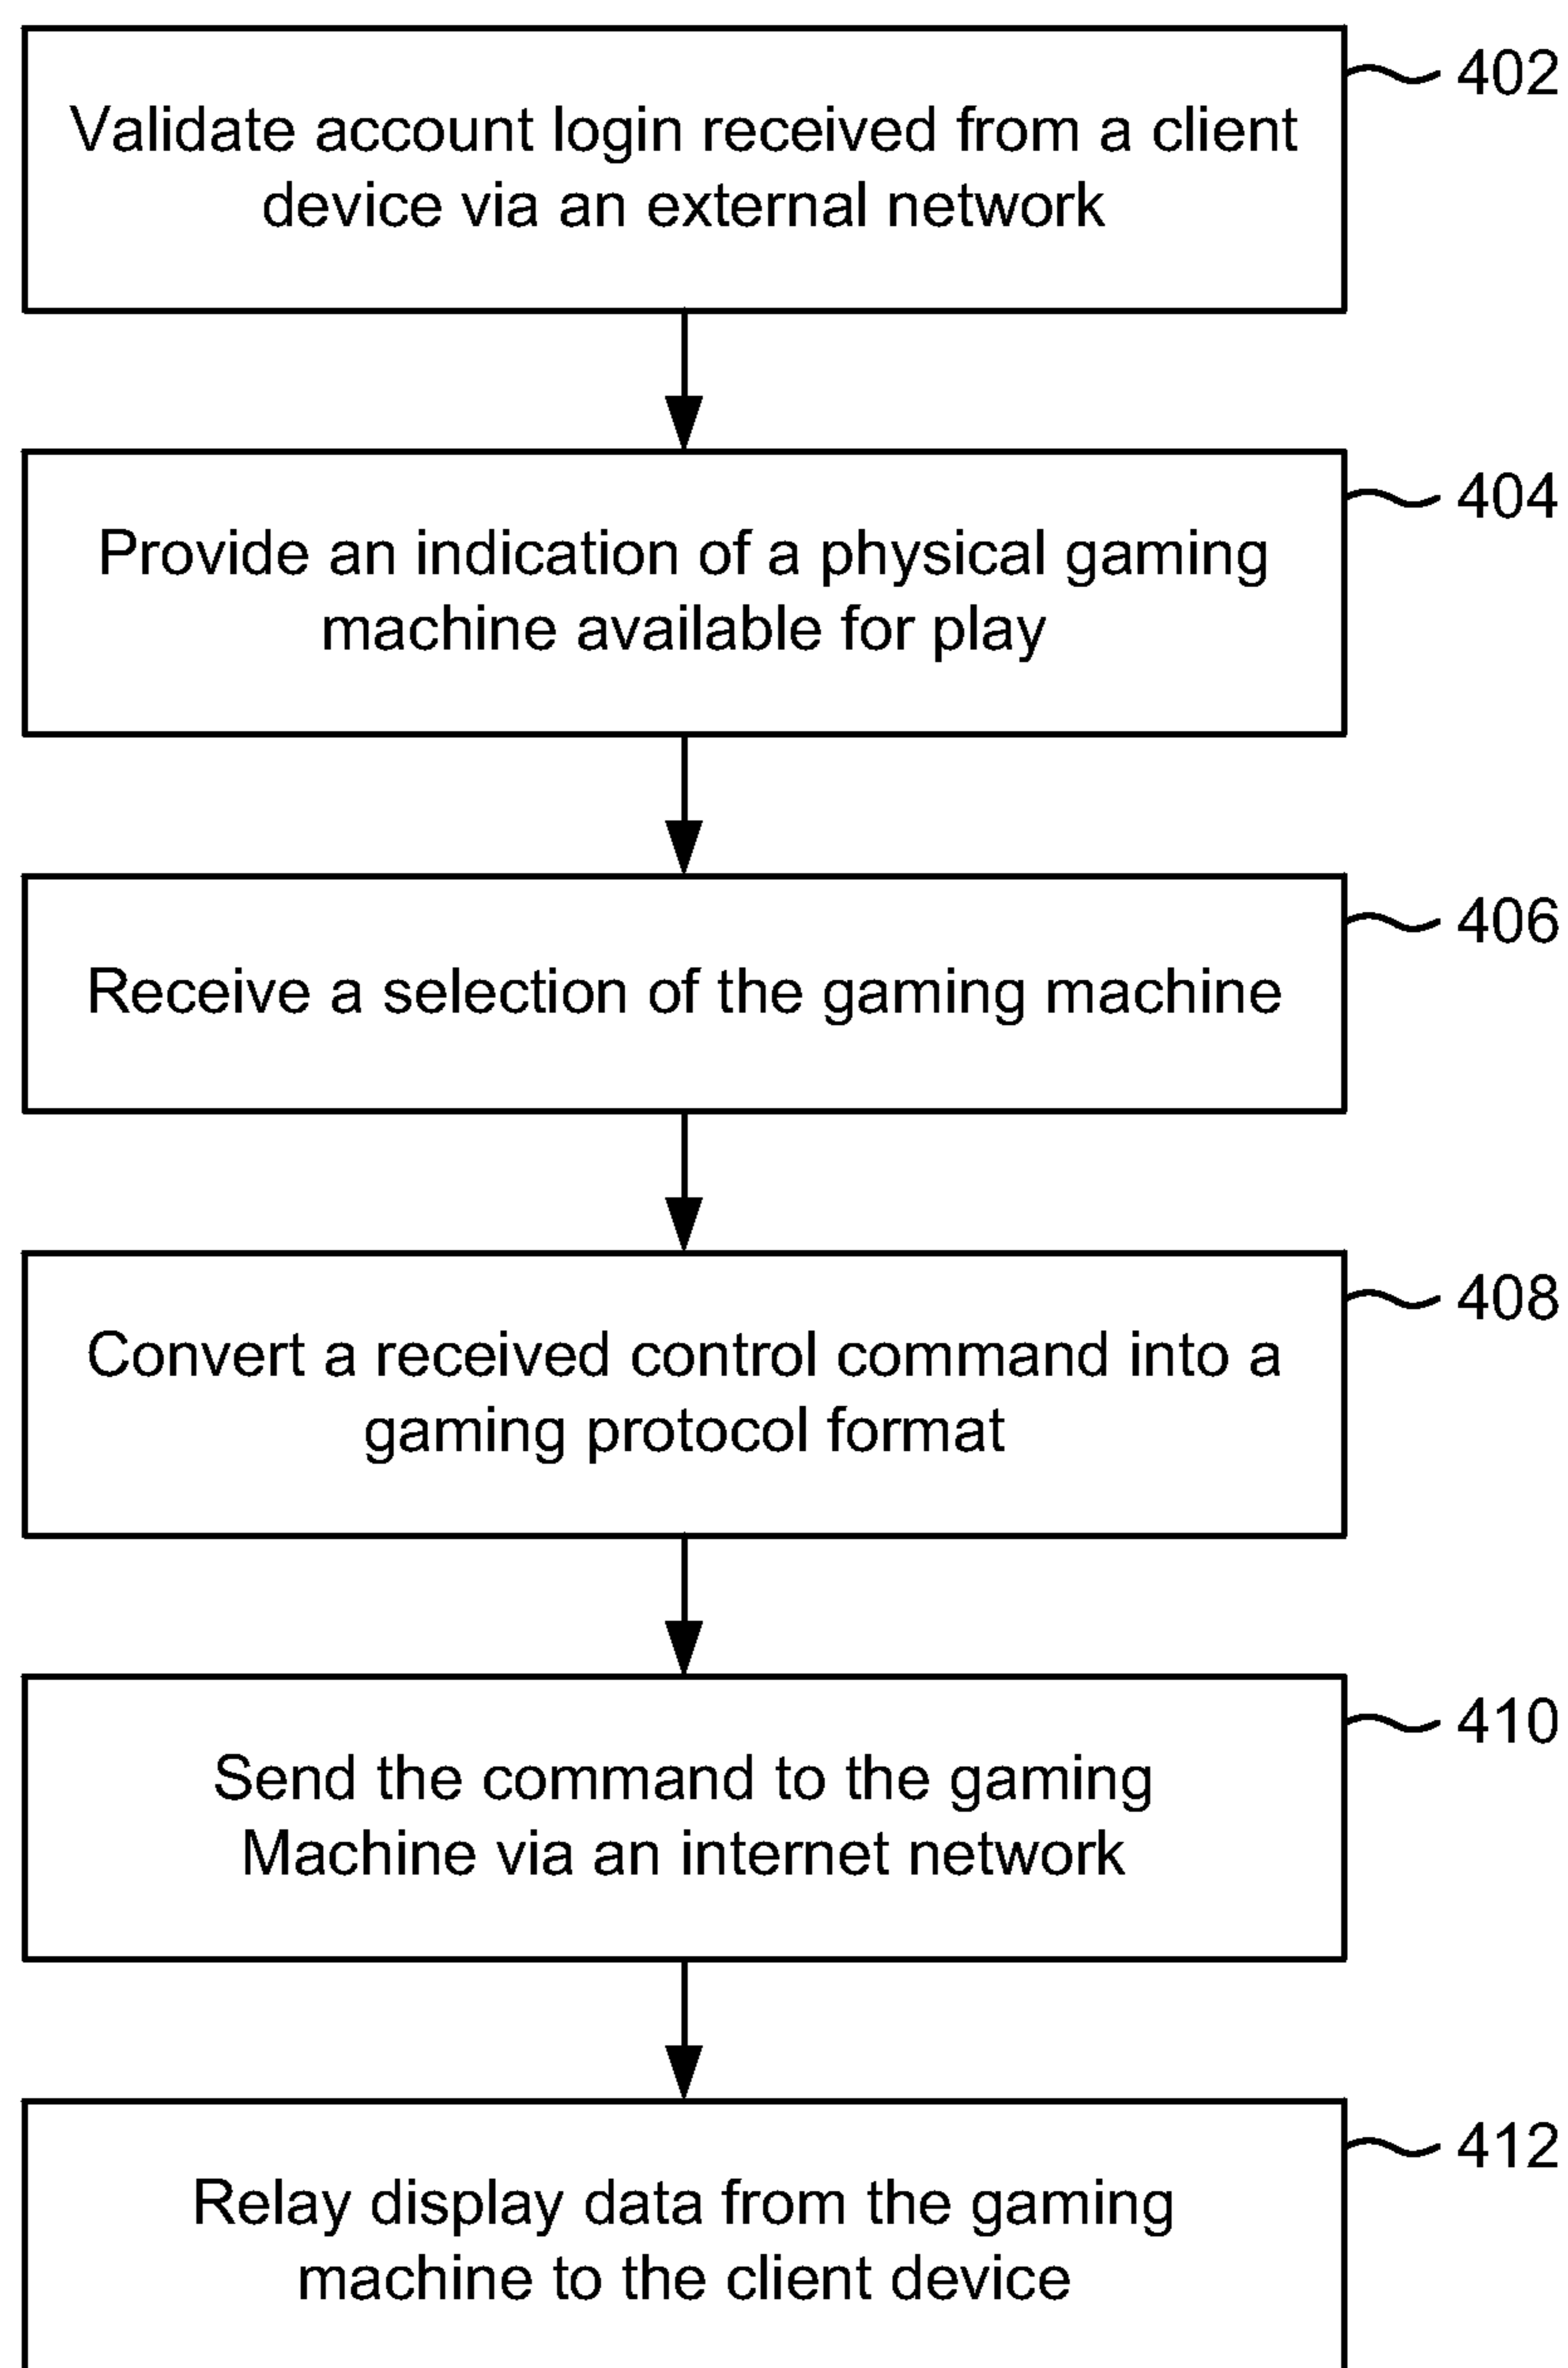 402
Validate account login received from a client
device via an external network
404
Provide an indication of a physical gaming
machine available for play
406
Receive a selection of the gaming machine
408
Convert a received control command into a
gaming protocol format
410
Send the command to the gaming
Machine via an internet network
412
Relay display data from the gaming
machine to the client device